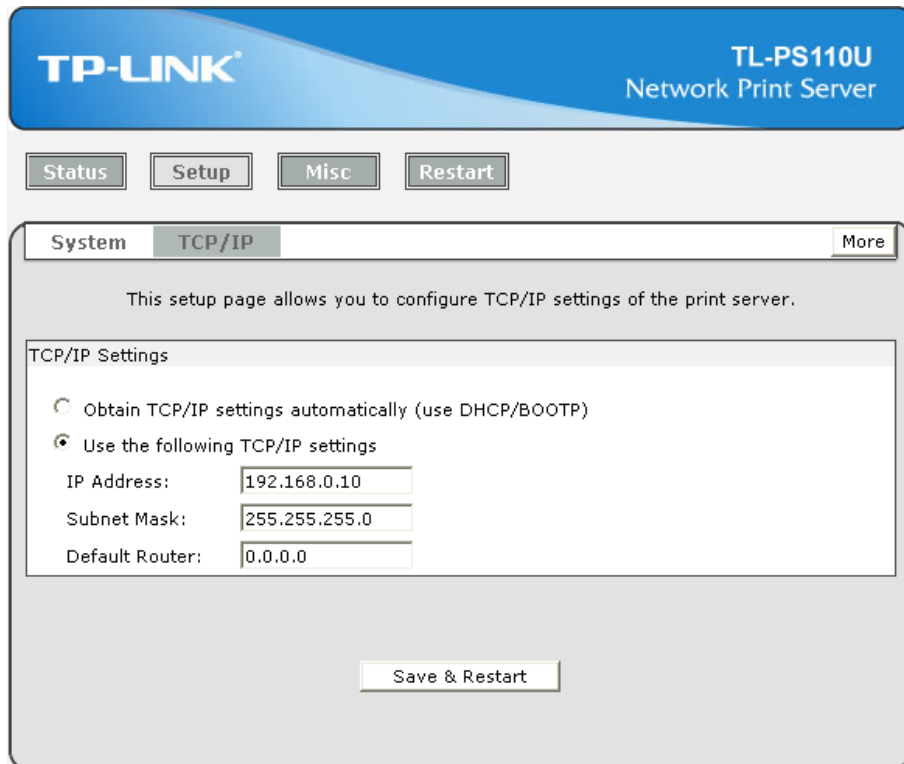 TP-LINK®
TL-PS110U
Network Print Server
Status Setup Misc Restart
System TCP/IP More
This setup page allows you to configure TCP/IP settings of the print server.
TCP/IP Settings
Obtain TCP/IP settings automatically (use DHCP/BOOTP)
Use the following TCP/IP settings
IP Address: 192.168.0.10
Subnet Mask: 255.255.255.0
Default Router: 0.0.0.0
Save & Restart